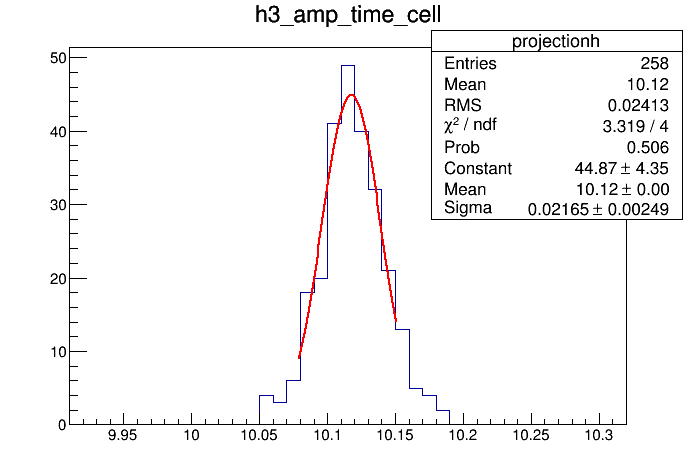 h3_amp_time_cell
projectionh
Entries 258
Mean 10.12
RMS 0.02413
χ² / ndf 3.319 / 4
Prob 0.506
Constant 44.87 ± 4.35
Mean 10.12 ± 0.00
Sigma 0.02165 ± 0.00249
50
40
30
20
10
0
9.95 10 10.05 10.1 10.15 10.2 10.25 10.3